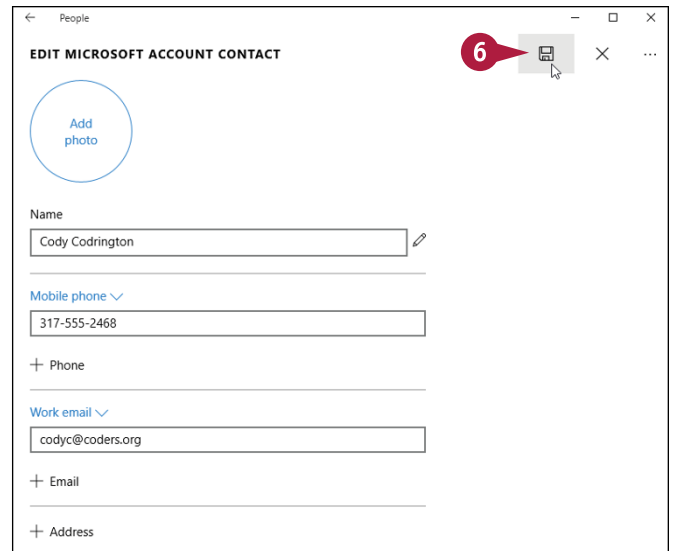 People
EDIT MICROSOFT ACCOUNT CONTACT
6
Add
photo
Name
Cody Codrington
Mobile phone
317-555-2468
+ Phone
Work email
codyc@coders.org
+ Email
+ Address